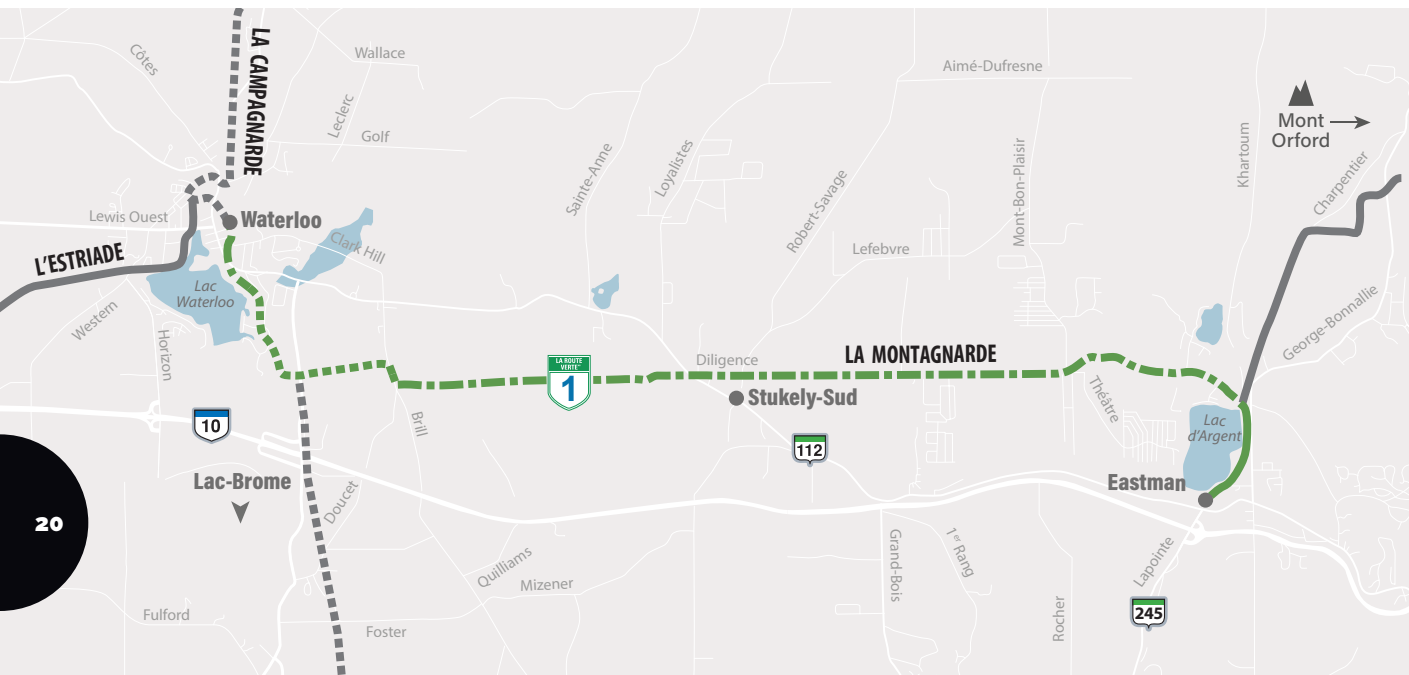 LA CAMPAGNARDE
Côtes
Wallace
Leclerc
Golf
Aimé-Dufresne
Khartoum
Mont
Orford
Charpentier
Sainte-Anne
Loyalistes
Robert-Savage
Mont-Bon-Plaisir
Lefebvre
Lewis Ouest
Waterloo
Clark Hill
L'ESTRIADE
Lac
Waterloo
Western
Horizon
George-Bonnallie
Diligence
LA MONTAGNARDE
LA ROUTE
VERTE
1
Stukely-Sud
Théâtre
Brill
10
112
Lac
d'Argent
Eastman
Lac-Brome
Doucet
20
Quilliams
Mizener
Grand-Bois
1er Rang
Rocher
Lapointe
245
Fulford
Foster